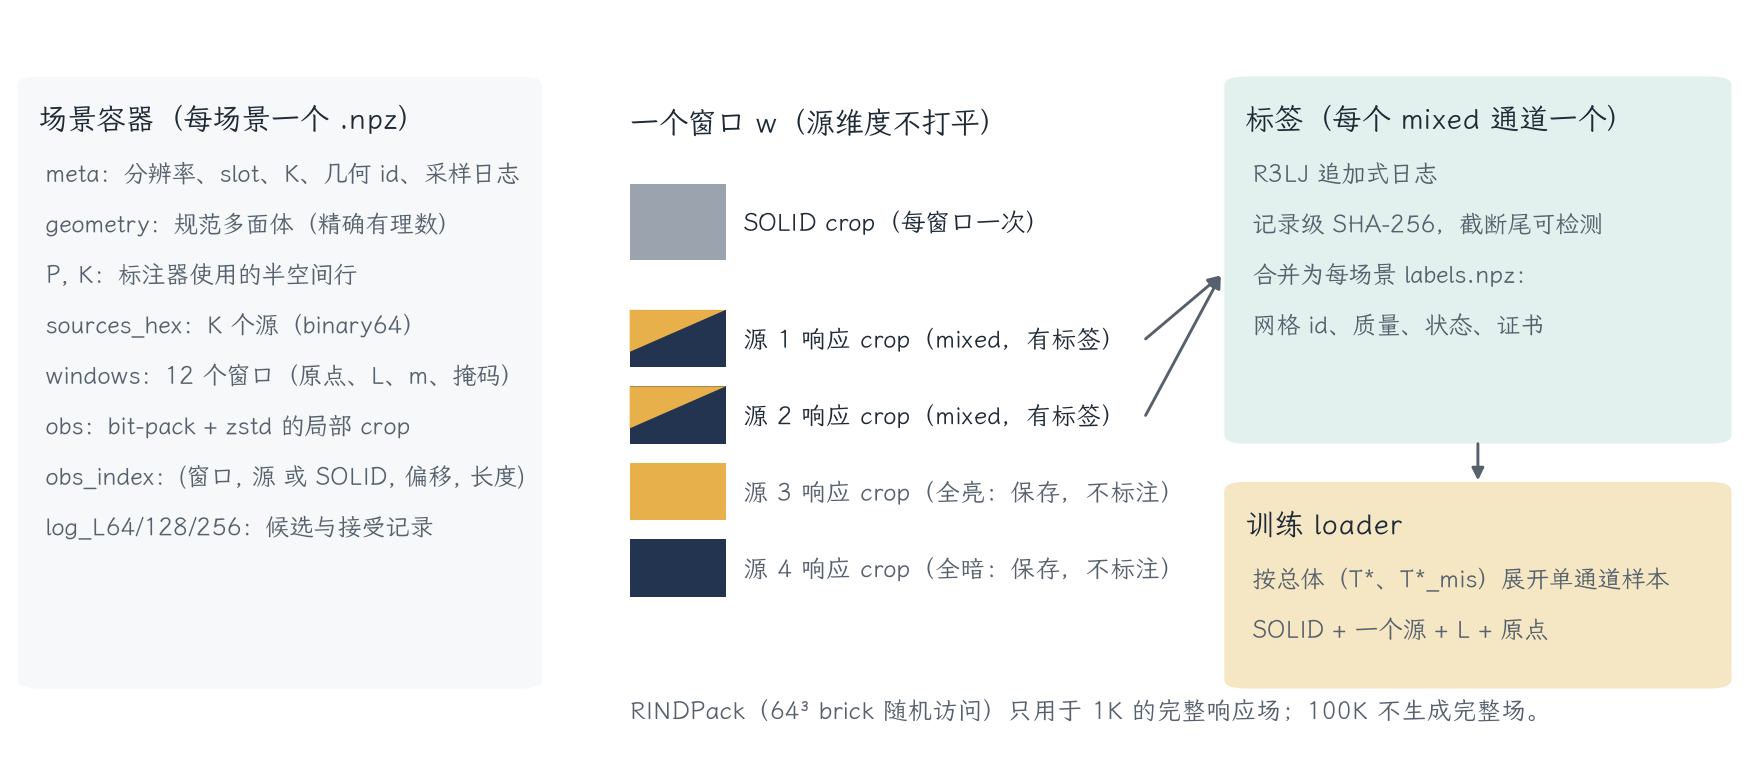 场景容器（每场景一个 .npz）
meta：分辨率、slot、K、几何 id、采样日志
geometry：规范多面体（精确有理数）
P, K：标注器使用的半空间行
sources_hex：K 个源（binary64）
windows：12 个窗口（原点、L、m、掩码）
obs：bit-pack + zstd 的局部 crop
obs_index：(窗口, 源 或 SOLID, 偏移, 长度)
log_L64/128/256：候选与接受记录
一个窗口 w（源维度不打平）
SOLID crop（每窗口一次）
源 1 响应 crop（mixed，有标签）
源 2 响应 crop（mixed，有标签）
源 3 响应 crop（全亮：保存，不标注）
源 4 响应 crop（全暗：保存，不标注）
标签（每个 mixed 通道一个）
R3LJ 追加式日志
记录级 SHA-256，截断尾可检测
合并为每场景 labels.npz：
网格 id、质量、状态、证书
训练 loader
按总体（T*、T*_mis）展开单通道样本
SOLID + 一个源 + L + 原点
RINDPack（64³ brick 随机访问）只用于 1K 的完整响应场；100K 不生成完整场。